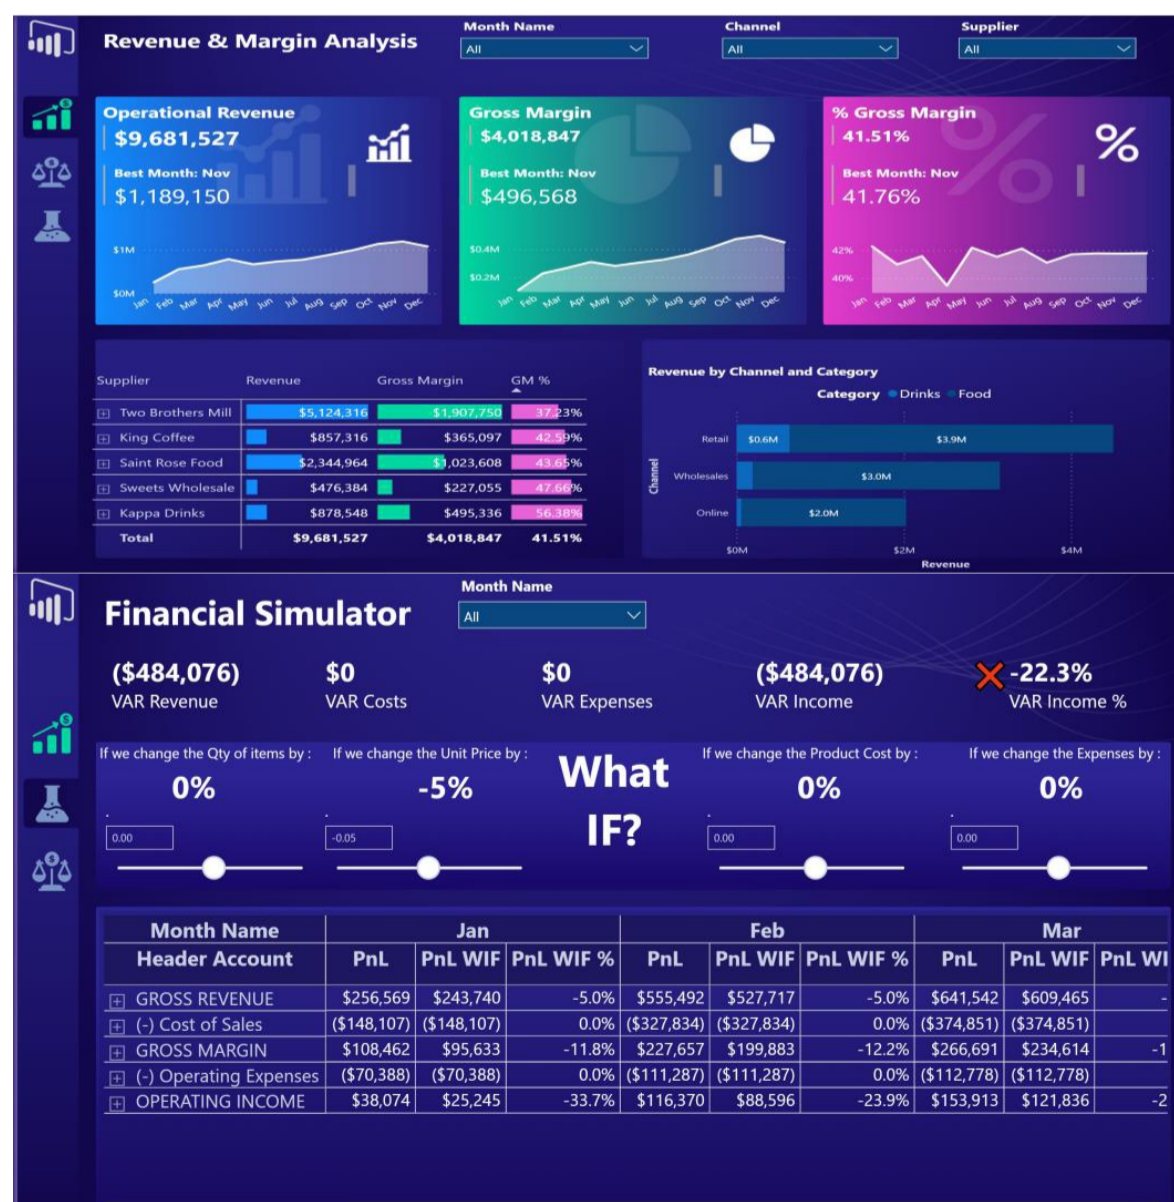 Revenue & Margin Analysis
Month Name
All
Channel
All
Supplier
All
Operational Revenue
$9,681,527
Best Month: Nov
$1,189,150
$1M
$0M
Jan Feb Mar Apr May Jun Jul Aug Sep Oct Nov Dec
Gross Margin
$4,018,847
Best Month: Nov
$496,568
$0.4M
$0.2M
Jan Feb Mar Apr May Jun Jul Aug Sep Oct Nov Dec
% Gross Margin
41.51%
%
Best Month: Nov
41.76%
42%
40%
Jan Feb Mar Apr May Jun Jul Aug Sep Oct Nov Dec
Supplier Revenue Gross Margin GM %
Two Brothers Mill $5,124,316 $1,907,750 37.23%
King Coffee $857,316 $365,097 42.59%
Saint Rose Food $2,344,964 $1,023,608 43.65%
Sweets Wholesale $476,384 $227,055 47.66%
Kappa Drinks $878,548 $495,336 56.38%
Total $9,681,527 $4,018,847 41.51%
Revenue by Channel and Category
Category Drinks Food
Channel
Retail $0.6M $3.9M
Wholesales $3.0M
Online $2.0M
$0M $2M $4M
Revenue
Financial Simulator
Month Name
All
($484,076) $0 $0 ($484,076) -22.3%
VAR Revenue VAR Costs VAR Expenses VAR Income VAR Income %
If we change the Qty of items by :
0%
0.00
If we change the Unit Price by :
-5%
-0.05
What
IF?
If we change the Product Cost by :
0%
0.00
If we change the Expenses by :
0%
0.00
Month Name Jan Feb Mar
Header Account PnL PnL WIF PnL WIF % PnL PnL WIF PnL WIF % PnL PnL WIF PnL WI
GROSS REVENUE $256,569 $243,740 -5.0% $555,492 $527,717 -5.0% $641,542 $609,465 -
(-) Cost of Sales ($148,107) ($148,107) 0.0% ($327,834) ($327,834) 0.0% ($374,851) ($374,851)
GROSS MARGIN $108,462 $95,633 -11.8% $227,657 $199,883 -12.2% $266,691 $234,614 -1
(-) Operating Expenses ($70,388) ($70,388) 0.0% ($111,287) ($111,287) 0.0% ($112,778) ($112,778)
OPERATING INCOME $38,074 $25,245 -33.7% $116,370 $88,596 -23.9% $153,913 $121,836 -2